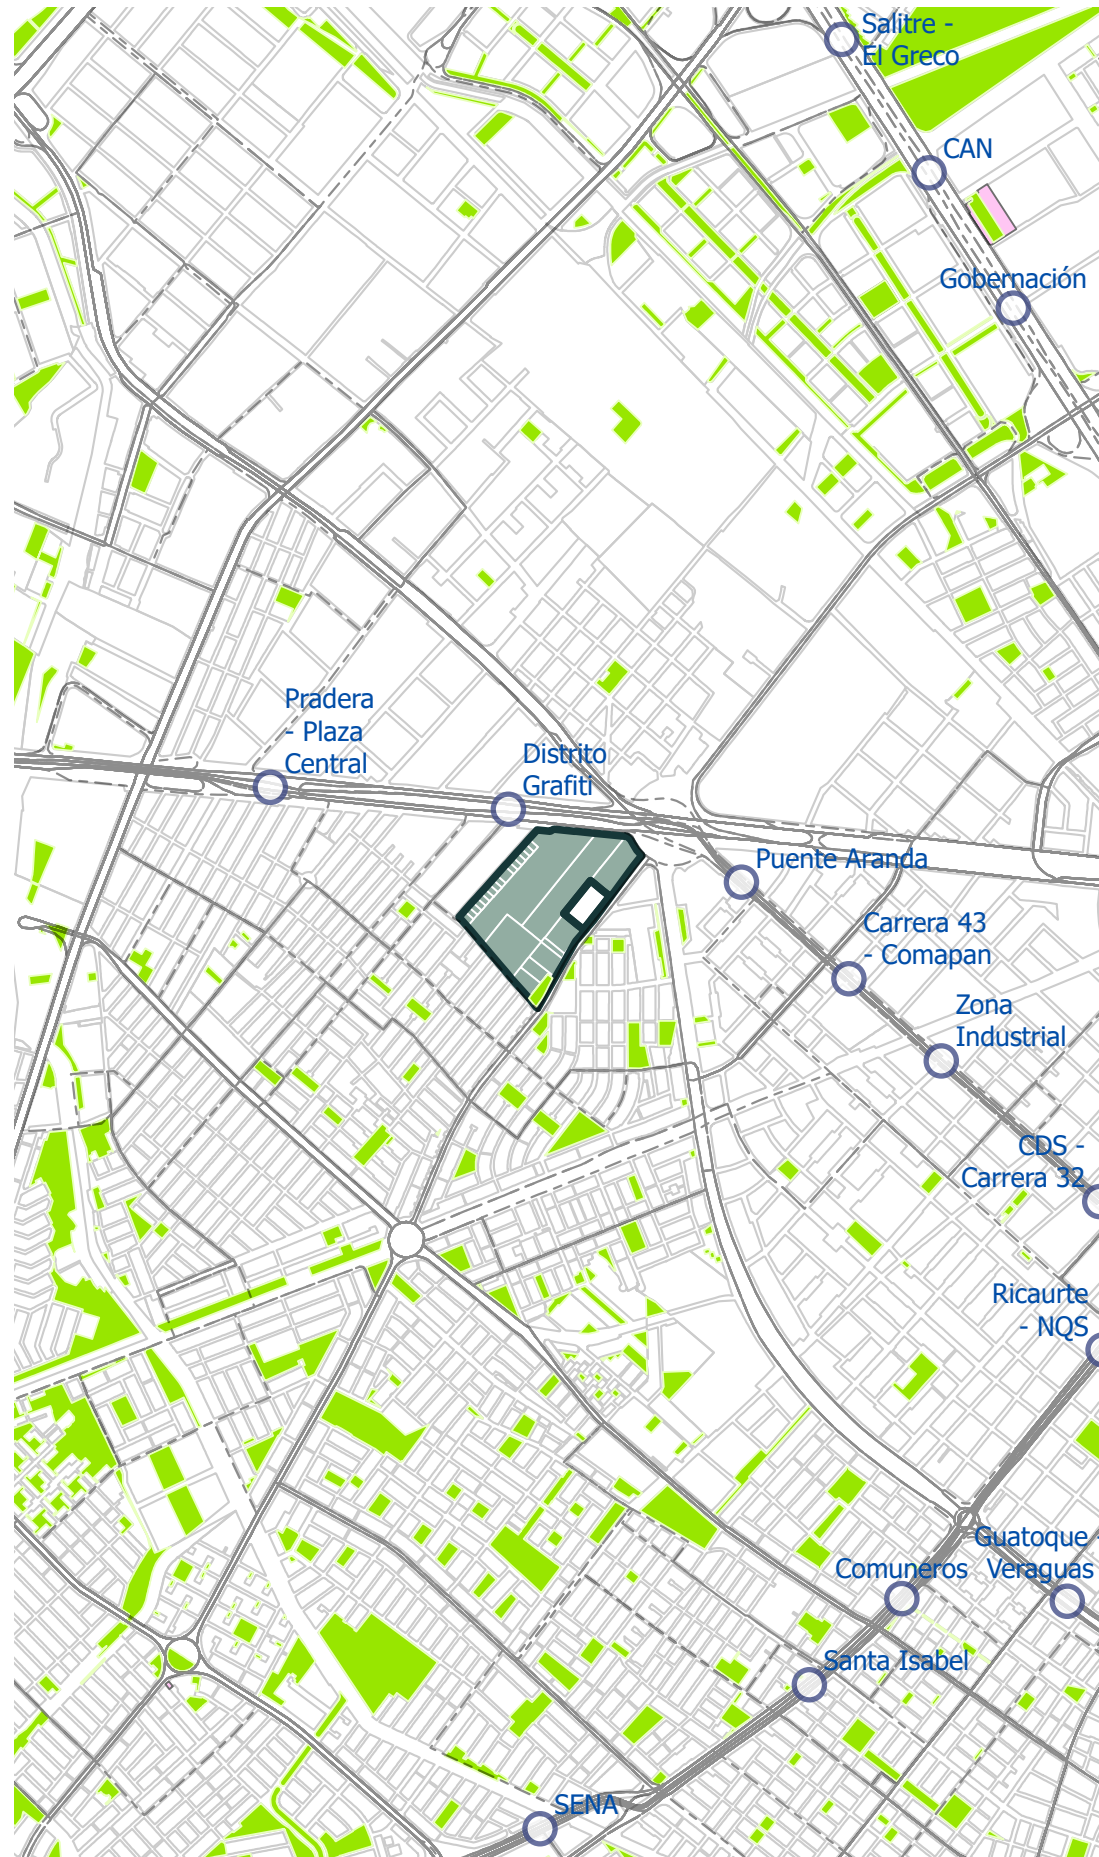 Salitre -
El Greco
CAN
Gobernación
Pradera
- Plaza
Central
Distrito
Grafiti
Puente Aranda
Carrera 43
- Comapan
Zona
Industrial
CDS -
Carrera 32
Ricaurte
- NQS
Guatoque -
Veraguas
Comuneros
Santa Isabel
SENA